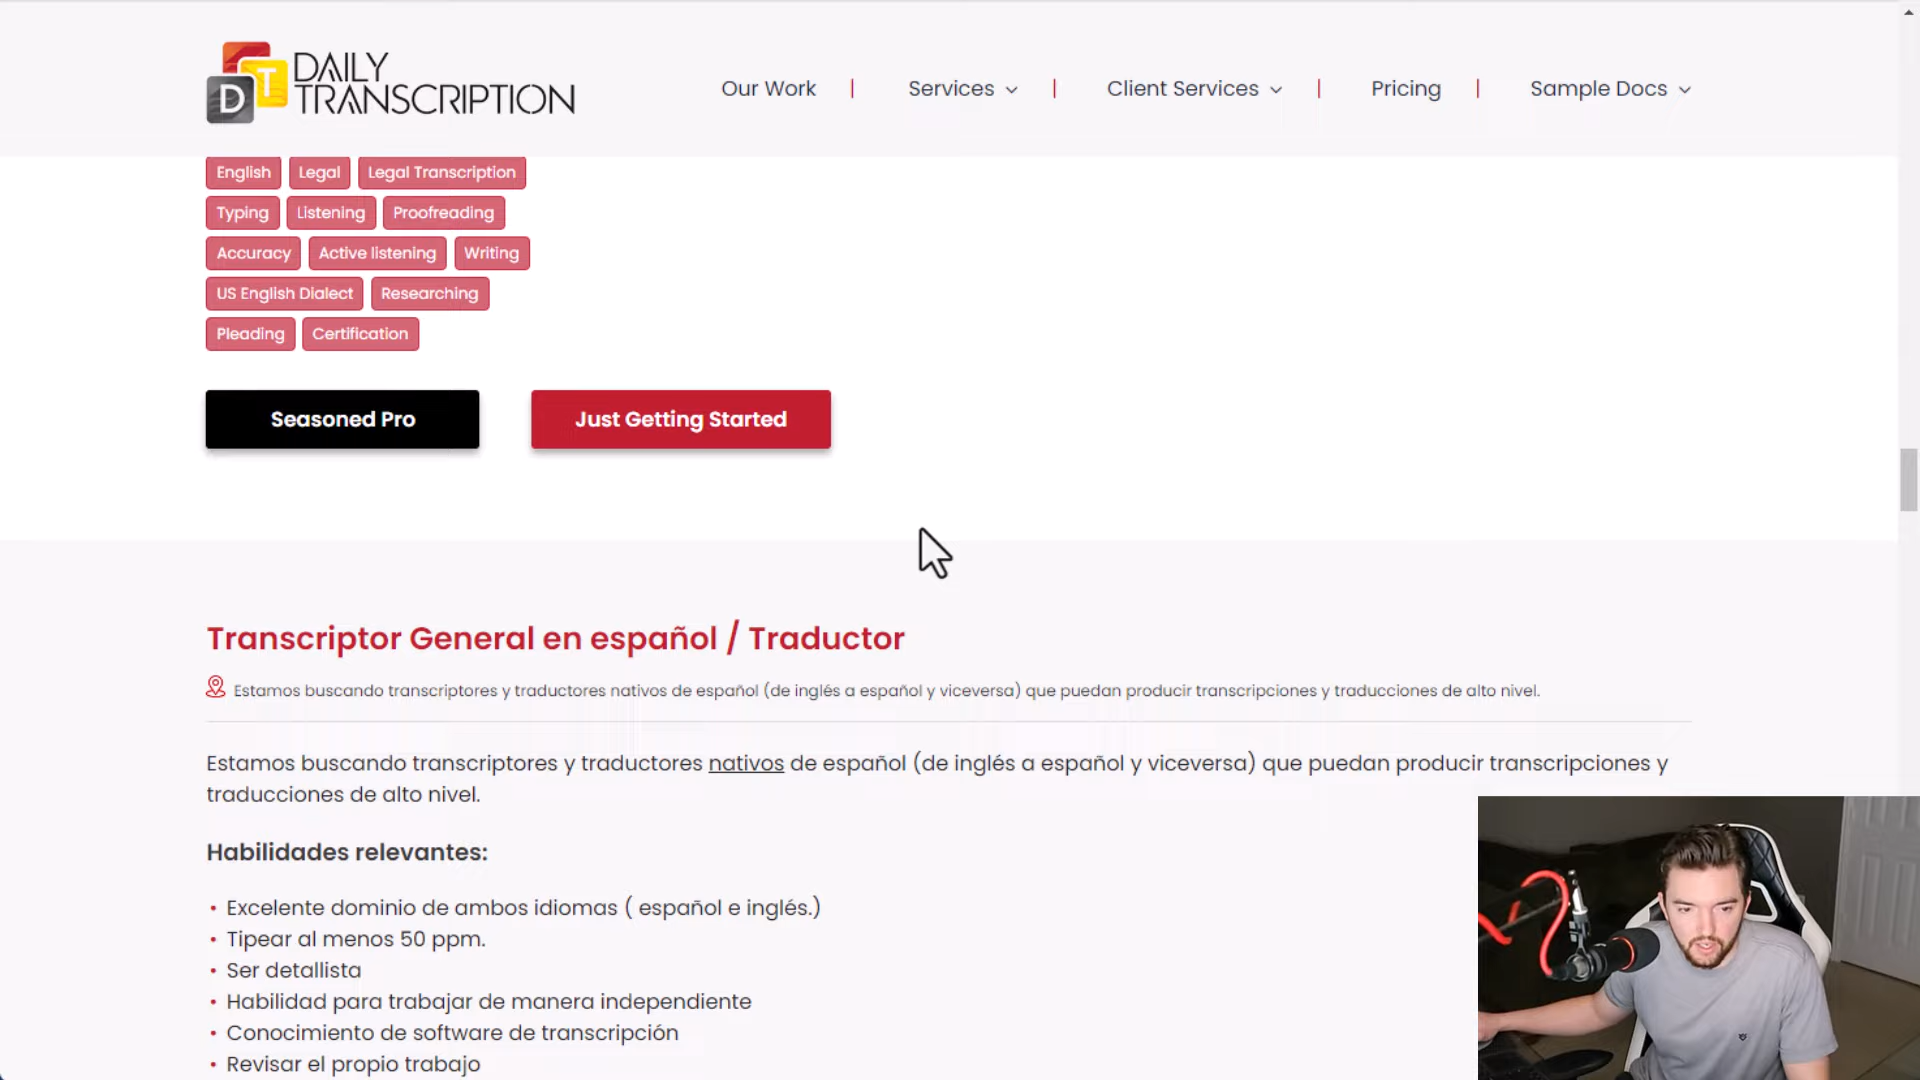 DAILY
TRANSCRIPTION
D
T
Our Work | Services | Client Services | Pricing | Sample Docs
English Legal Legal Transcription
Typing Listening Proofreading
Accuracy Active listening Writing
US English Dialect Researching
Pleading Certification
Seasoned Pro Just Getting Started
Transcriptor General en español / Traductor
Estamos buscando transcriptores y traductores nativos de español (de inglés a español y viceversa) que puedan producir transcripciones y traducciones de alto nivel.
Estamos buscando transcriptores y traductores nativos de español (de inglés a español y viceversa) que puedan producir transcripciones y
traducciones de alto nivel.
Habilidades relevantes:
• Excelente dominio de ambos idiomas ( español e inglés.)
• Tipear al menos 50 ppm.
• Ser detallista
• Habilidad para trabajar de manera independiente
• Conocimiento de software de transcripción
• Revisar el propio trabajo